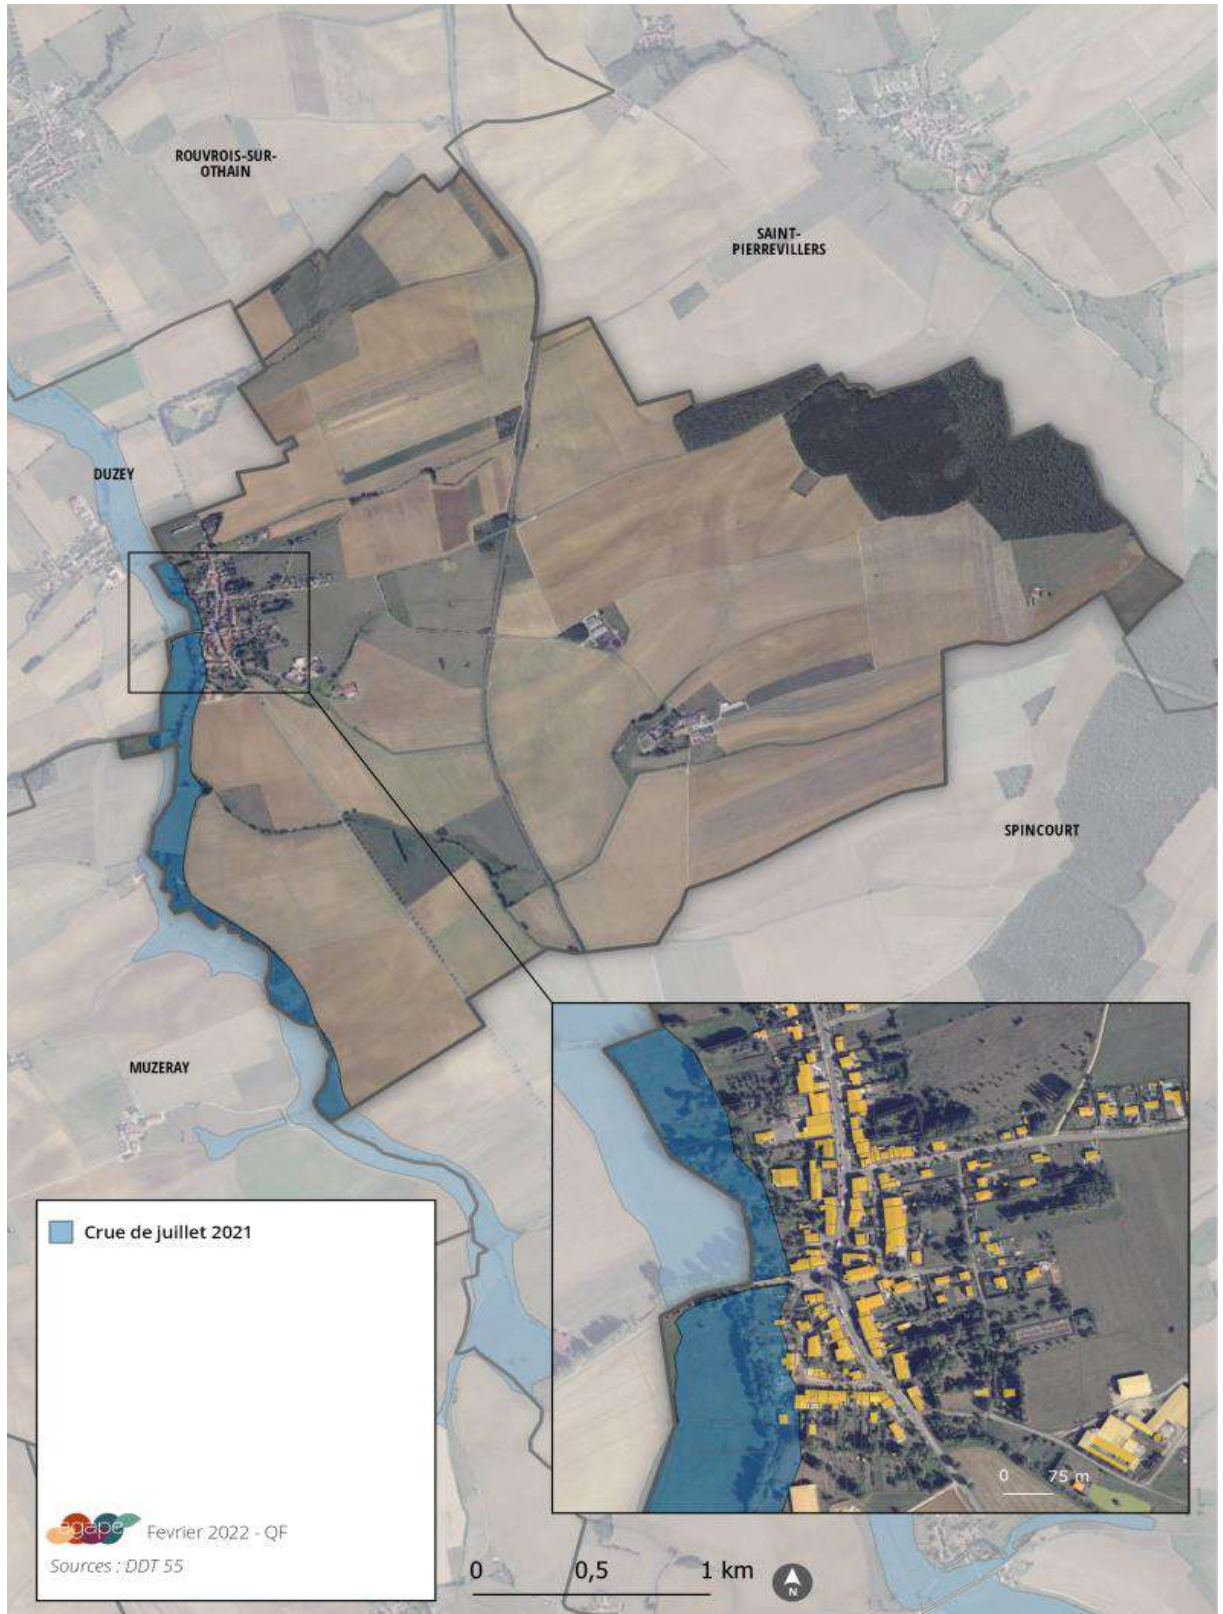 ROUVROIS-SUR-
OTHAIN
SAINT-
PIERREVILLERS
DUZEY
SPINCOURT
MUZERAY
Crue de juillet 2021
0 75 m
agape Fevrier 2022 - QF
Sources : DDT 55
0 0,5 1 km
N